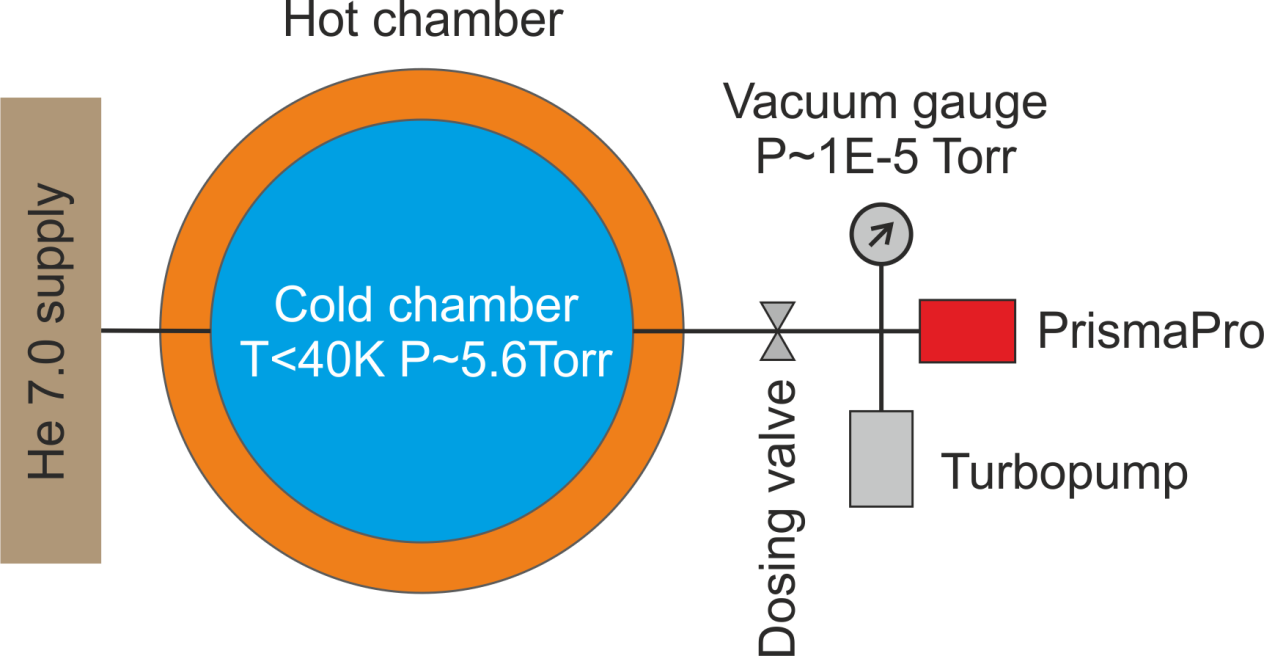 Hot chamber
He 7.0 supply
Cold chamber
T<40K P~5.6Torr
Vacuum gauge
P~1E-5 Torr
PrismaPro
Dosing valve
Turbopump